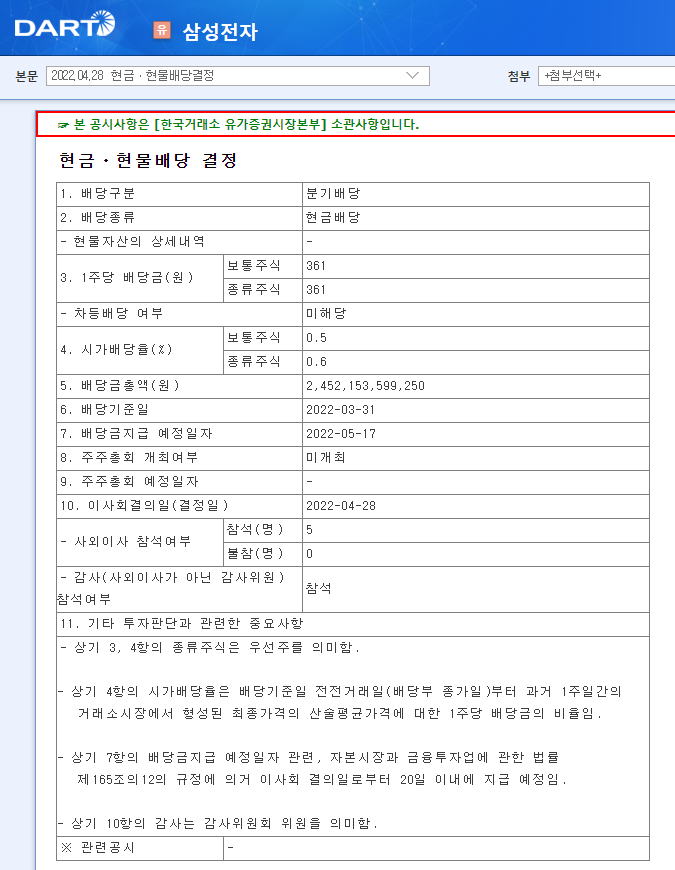 DART
유 삼성전자
본문 2022.04.28 현금ㆍ현물배당결정 첨부 +첨부선택+
☞ 본 공시사항은 [한국거래소 유가증권시장본부] 소관사항입니다.
현금ㆍ현물배당 결정
1. 배당구분 분기배당
2. 배당종류 현금배당
- 현물자산의 상세내역 -
3. 1주당 배당금(원) 보통주식 361
종류주식 361
- 차등배당 여부 미해당
4. 시가배당율(%) 보통주식 0.5
종류주식 0.6
5. 배당금총액(원) 2,452,153,599,250
6. 배당기준일 2022-03-31
7. 배당금지급 예정일자 2022-05-17
8. 주주총회 개최여부 미개최
9. 주주총회 예정일자 -
10. 이사회결의일(결정일) 2022-04-28
- 사외이사 참석여부 참석(명) 5
불참(명) 0
- 감사(사외이사가 아닌 감사위원)
참석여부 참석
11. 기타 투자판단과 관련한 중요사항
- 상기 3, 4항의 종류주식은 우선주를 의미함.
- 상기 4항의 시가배당율은 배당기준일 전전거래일(배당부 종가일)부터 과거 1주일간의
거래소시장에서 형성된 최종가격의 산술평균가격에 대한 1주당 배당금의 비율임.
- 상기 7항의 배당금지급 예정일자 관련, 자본시장과 금융투자업에 관한 법률
제165조의12의 규정에 의거 이사회 결의일로부터 20일 이내에 지급 예정임.
- 상기 10항의 감사는 감사위원회 위원을 의미함.
※ 관련공시 -